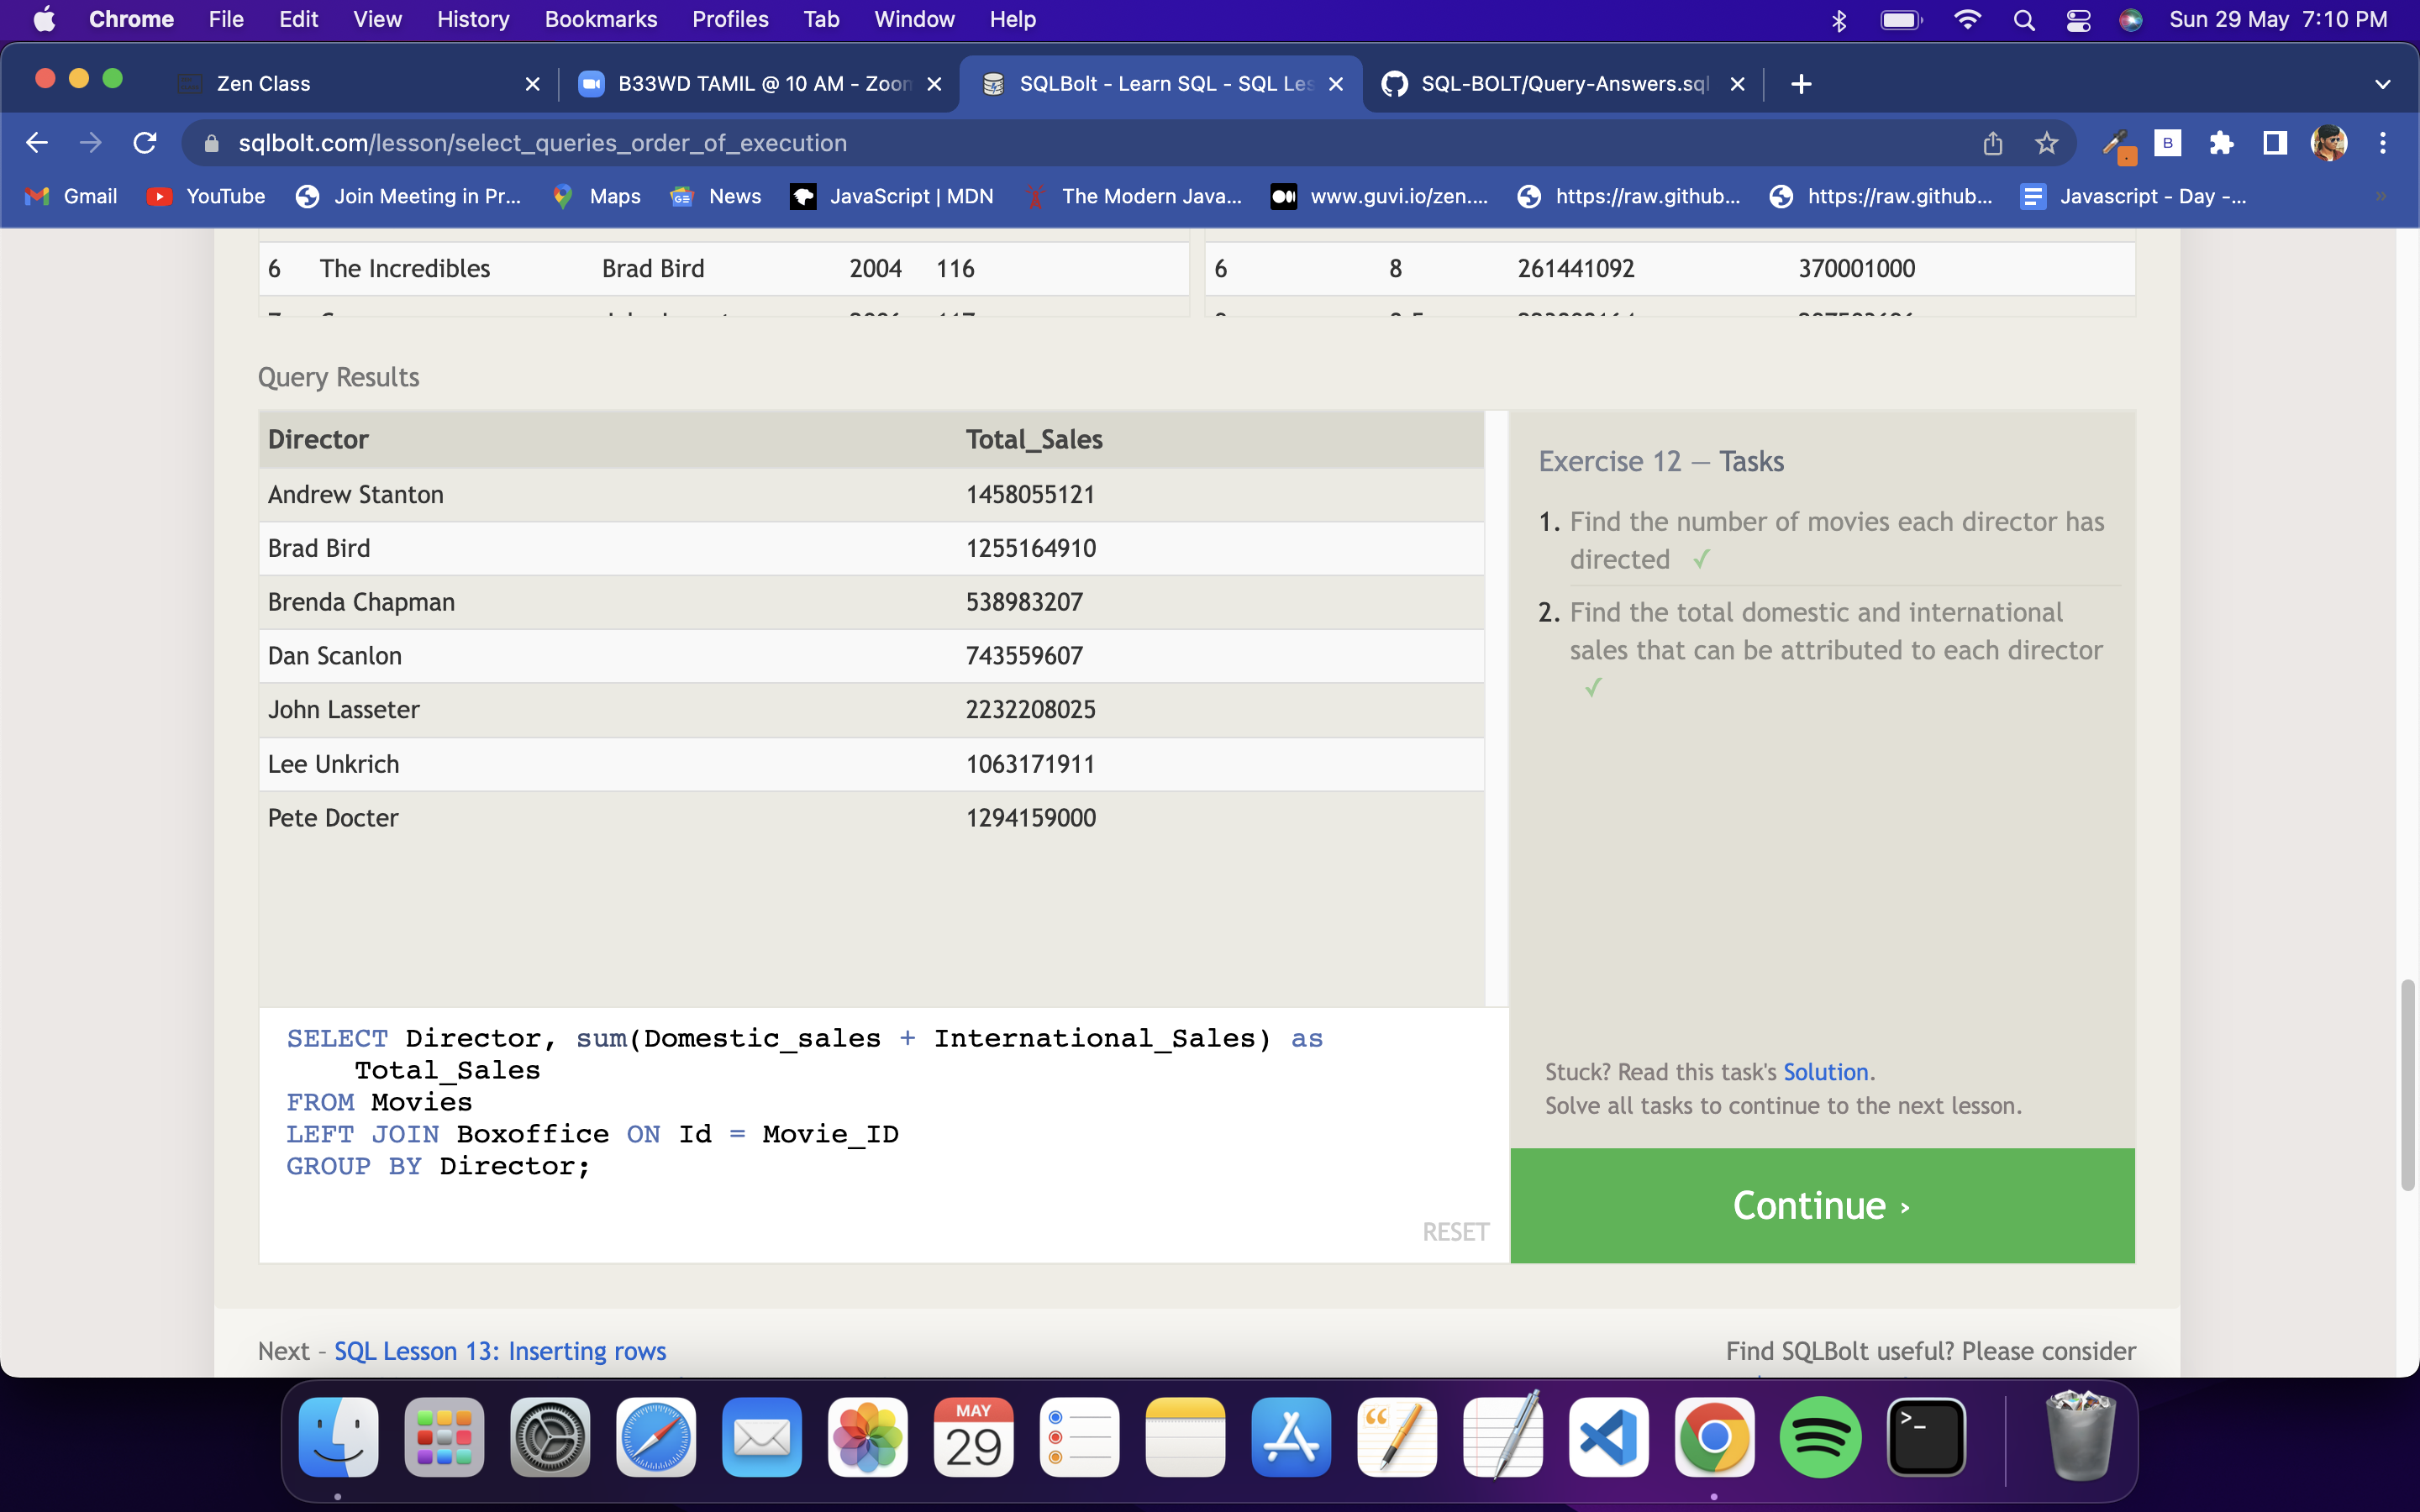 Chrome File Edit View History Bookmarks Profiles Tab Window Help Sun 29 May 7:10 PM
Zen Class B33WD TAMIL @ 10 AM - Zoon SQLBolt - Learn SQL - SQL Les SQL-BOLT/Query-Answers.sql
sqlbolt.com/lesson/select_queries_order_of_execution B
Gmail YouTube Join Meeting in Pr... Maps News JavaScript | MDN The Modern Java... www.guvi.io/zen.... https://raw.github... https://raw.github... Javascript - Day -... »
6 The Incredibles Brad Bird 2004 116 6 8 261441092 370001000
Query Results
Director Total_Sales
Andrew Stanton 1458055121
Brad Bird 1255164910
Brenda Chapman 538983207
Dan Scanlon 743559607
John Lasseter 2232208025
Lee Unkrich 1063171911
Pete Docter 1294159000
Exercise 12 — Tasks
1. Find the number of movies each director has
directed ✓
2. Find the total domestic and international
sales that can be attributed to each director
✓
SELECT Director, sum(Domestic_sales + International_Sales) as
Total_Sales
FROM Movies
LEFT JOIN Boxoffice ON Id = Movie_ID
GROUP BY Director;
RESET
Stuck? Read this task's Solution.
Solve all tasks to continue to the next lesson.
Continue ›
Next – SQL Lesson 13: Inserting rows
Find SQLBolt useful? Please consider
MAY
29
>_